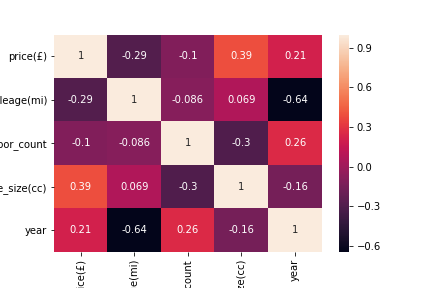 price(£) 1 -0.29 -0.1 0.39 0.21
leage(mi) -0.29 1 -0.086 0.069 -0.64
oor_count -0.1 -0.086 1 -0.3 0.26
e_size(cc) 0.39 0.069 -0.3 1 -0.16
year 0.21 -0.64 0.26 -0.16 1
rice(£) e(mi) count ze(cc) year
0.9
0.6
0.3
0.0
-0.3
-0.6